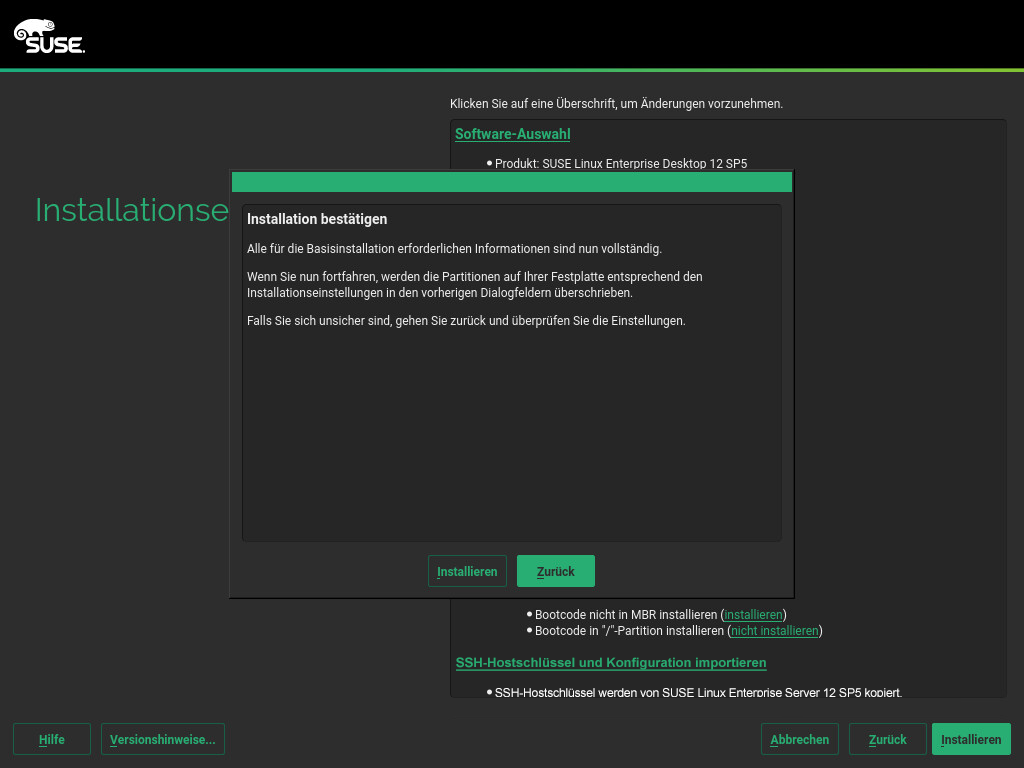 SUSE.
Klicken Sie auf eine Überschrift, um Änderungen vorzunehmen.
Software-Auswahl
Produkt: SUSE Linux Enterprise Desktop 12 SP5
Installationse
Installation bestätigen
Alle für die Basisinstallation erforderlichen Informationen sind nun vollständig.
Wenn Sie nun fortfahren, werden die Partitionen auf Ihrer Festplatte entsprechend den
Installationseinstellungen in den vorherigen Dialogfeldern überschrieben.
Falls Sie sich unsicher sind, gehen Sie zurück und überprüfen Sie die Einstellungen.
Installieren Zurück
Bootcode nicht in MBR installieren (installieren)
Bootcode in "/"-Partition installieren (nicht installieren)
SSH-Hostschlüssel und Konfiguration importieren
SSH-Hostschlüssel werden von SUSE Linux Enterprise Server 12 SP5 kopiert.
Hilfe Versionshinweise... Abbrechen Zurück Installieren